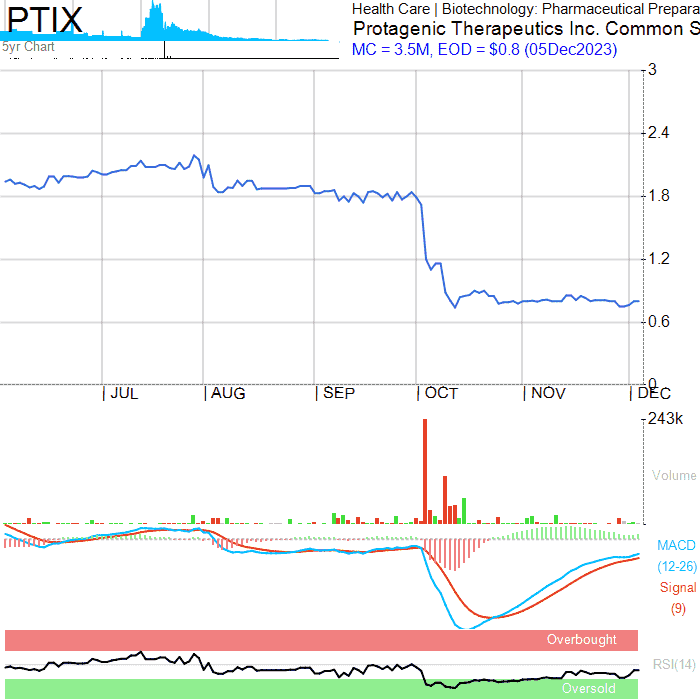 PTIX
5yr Chart
Health Care | Biotechnology: Pharmaceutical Prepara
Protagenic Therapeutics Inc. Common S
MC = 3.5M, EOD = $0.8 (05Dec2023)
3
2.4
1.8
1.2
0.6
0
JUL
AUG
SEP
OCT
NOV
DEC
243k
Volume
MACD
(12-26)
Signal
(9)
Overbought
RSI(14)
Oversold